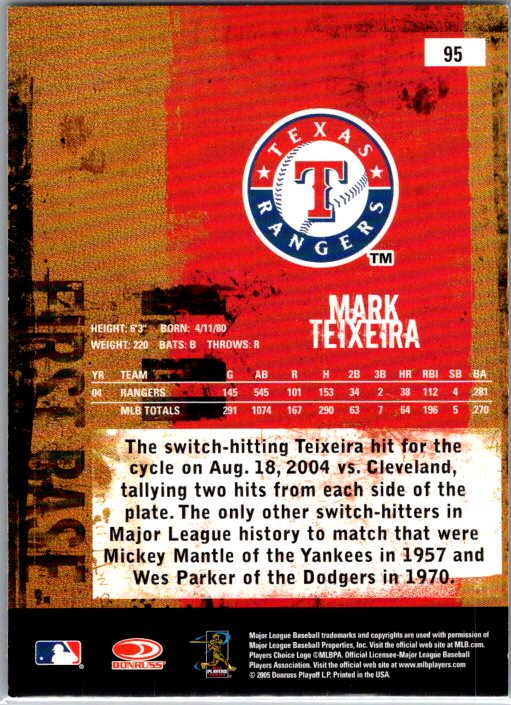 95
TEXAS
RANGERS
T
TM
MARK
TEIXEIRA
FIRST BASE
HEIGHT: 6'3" BORN: 4/11/80
WEIGHT: 220 BATS: B THROWS: R
YR TEAM G AB R H 2B 3B HR RBI SB BA
04 RANGERS 145 545 101 153 34 2 38 112 4 .281
MLB TOTALS 291 1074 167 290 63 7 64 196 5 .270
The switch-hitting Teixeira hit for the
cycle on Aug. 18, 2004 vs. Cleveland,
tallying two hits from each side of the
plate. The only other switch-hitters in
Major League history to match that were
Mickey Mantle of the Yankees in 1957 and
Wes Parker of the Dodgers in 1970.
DONRUSS
PLAYERS
Major League Baseball trademarks and copyrights are used with permission of
Major League Baseball Properties, Inc. Visit the official web site at MLB.com.
Players Choice Logo ©MLBPA. Official Licensee-Major League Baseball
Players Association. Visit the official web site at www.mlbplayers.com
© 2005 Donruss Playoff L.P. Printed in the USA.